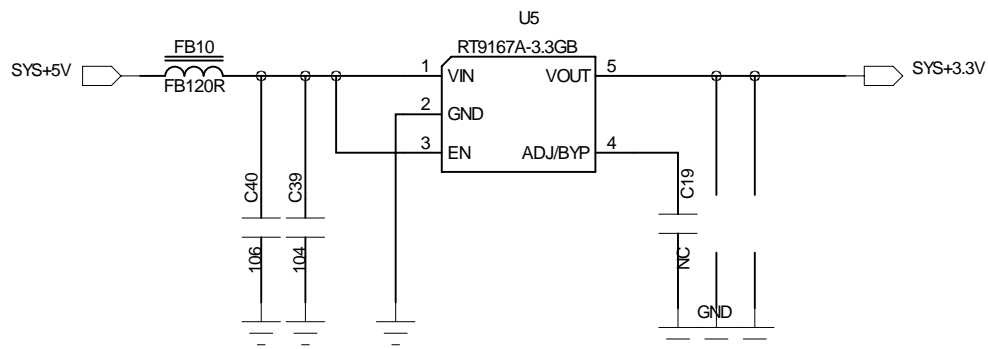 U5
FB10
RT9167A-3.3GB
SYS+5V
FB120R
1
VIN
VOUT
5
SYS+3.3V
2
GND
3
EN
ADJ/BYP
4
C40
C39
C19
106
104
NC
GND